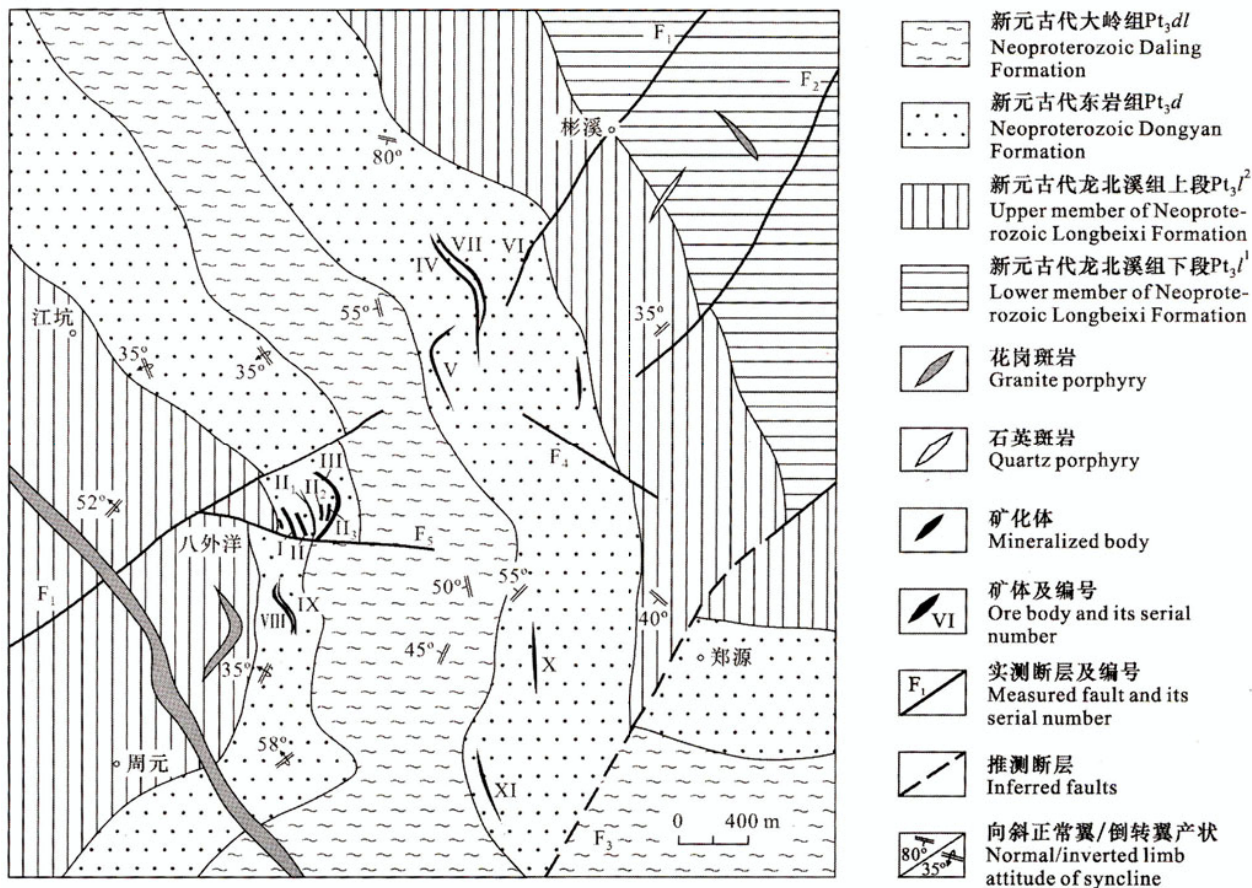 F₁
F₂
彬溪
80°
VII
VI
IV
55°
35°
江坑
35°
35°
V
F₄
III
II₁
II₂
52°
II₃
I
II
F₅
八外洋
50°
55°
F₁
IX
VIII
40°
45°
郑源
35°
X
58°
周元
XI
0 400 m
F₃
新元古代大岭组Pt₃dl
Neoproterozoic Daling
Formation
新元古代东岩组Pt₃d
Neoproterozoic Dongyan
Formation
新元古代龙北溪组上段Pt₃l²
Upper member of Neoprote-
rozoic Longbeixi Formation
新元古代龙北溪组下段Pt₃l¹
Lower member of Neoprote-
rozoic Longbeixi Formation
花岗斑岩
Granite porphyry
石英斑岩
Quartz porphyry
矿化体
Mineralized body
矿体及编号
VI
Ore body and its serial
number
实测断层及编号
F₁
Measured fault and its
serial number
推测断层
Inferred faults
向斜正常翼/倒转翼产状
80°
35°
Normal/inverted limb
attitude of syncline